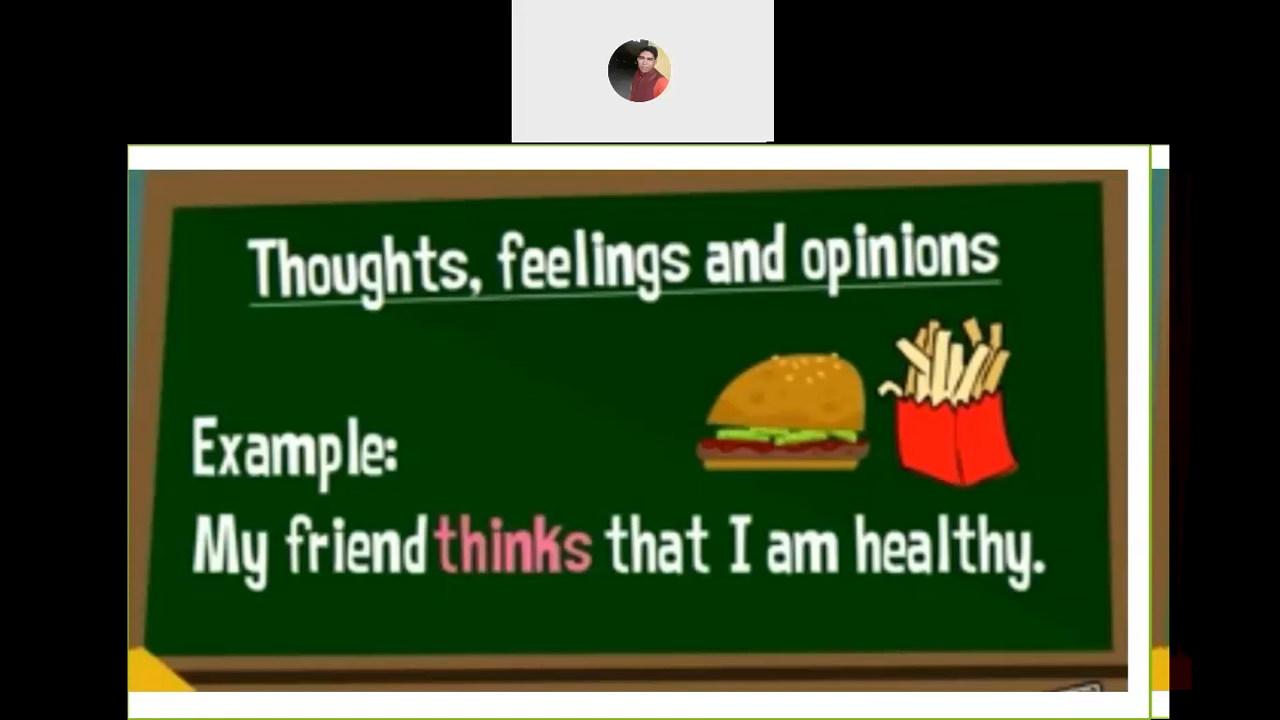 Thoughts, feelings and opinions
Example:
My friend thinks that I am healthy.